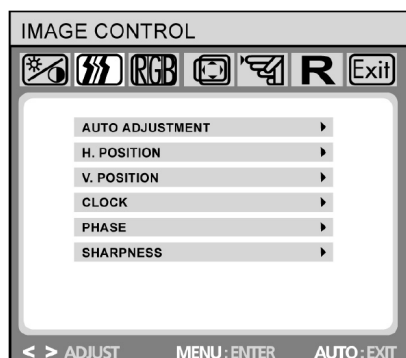 IMAGE CONTROL
RGB R Exit
AUTO ADJUSTMENT
H. POSITION
V. POSITION
CLOCK
PHASE
SHARPNESS
< > ADJUST MENU : ENTER AUTO : EXIT